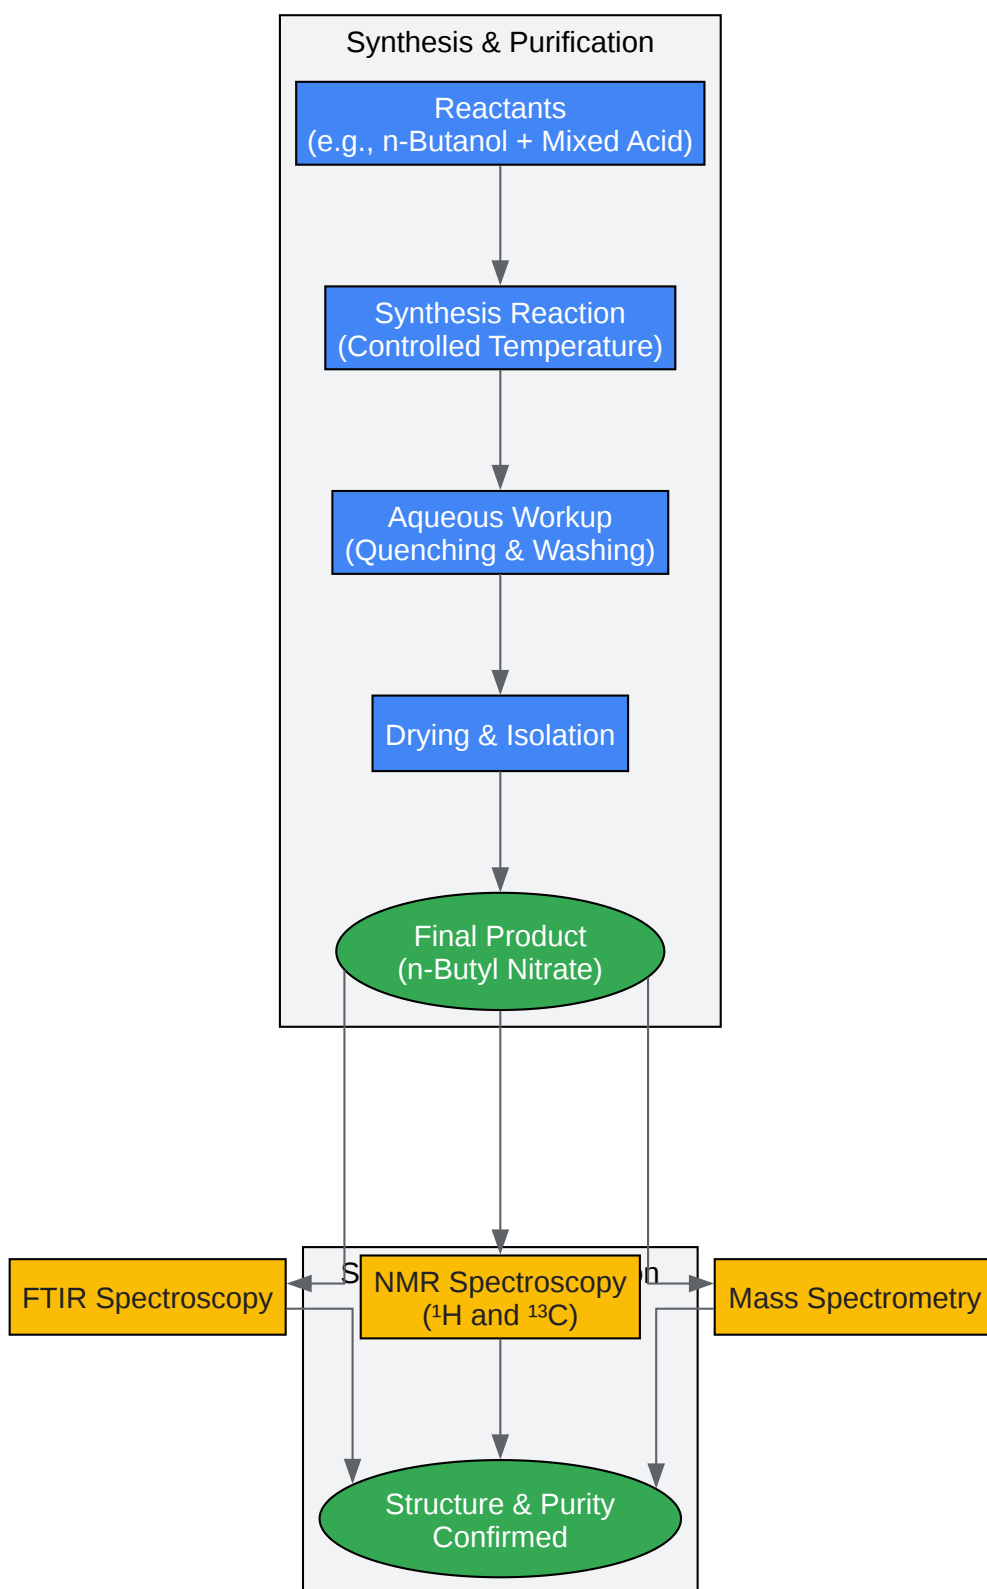 Synthesis & Purification
Reactants
(e.g., n-Butanol + Mixed Acid)
Synthesis Reaction
(Controlled Temperature)
Aqueous Workup
(Quenching & Washing)
Drying & Isolation
Final Product
(n-Butyl Nitrate)
FTIR Spectroscopy
NMR Spectroscopy
(¹H and ¹³C)
Mass Spectrometry
Structure & Purity
Confirmed